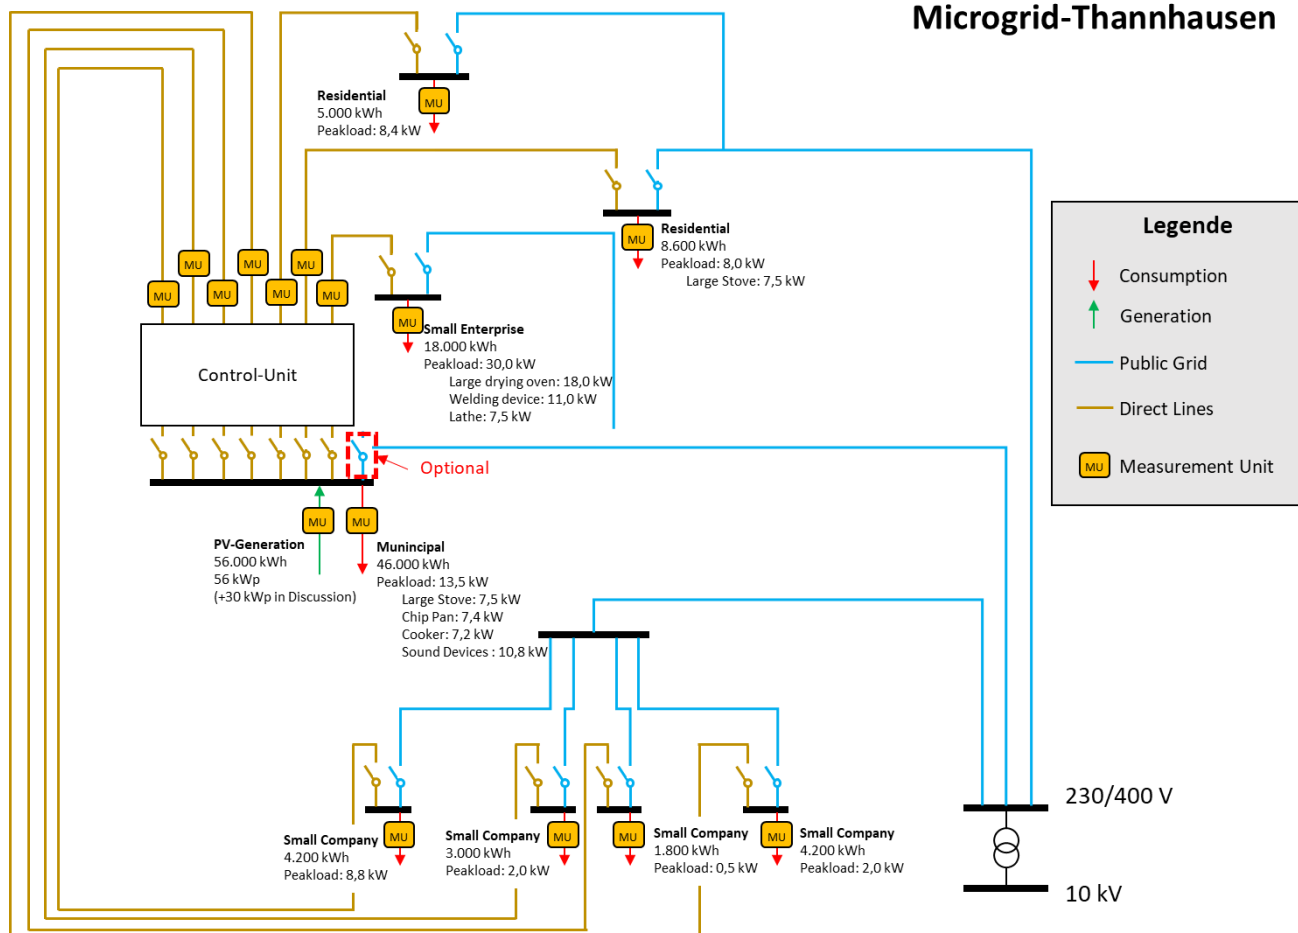 Microgrid-Thannhausen
Residential
5.000 kWh
Peakload: 8,4 kW
MU
Residential
8.600 kWh
Peakload: 8,0 kW
Large Stove: 7,5 kW
MU
Small Enterprise
18.000 kWh
Peakload: 30,0 kW
Large drying oven: 18,0 kW
Welding device: 11,0 kW
Lathe: 7,5 kW
MU
MU
MU
MU
MU
MU
MU
MU
Control-Unit
Optional
MU
MU
PV-Generation
56.000 kWh
56 kWp
(+30 kWp in Discussion)
Munincipal
46.000 kWh
Peakload: 13,5 kW
Large Stove: 7,5 kW
Chip Pan: 7,4 kW
Cooker: 7,2 kW
Sound Devices : 10,8 kW
Legende
Consumption
Generation
Public Grid
Direct Lines
MU
Measurement Unit
Small Company
4.200 kWh
Peakload: 8,8 kW
MU
Small Company
3.000 kWh
Peakload: 2,0 kW
MU
MU
Small Company
1.800 kWh
Peakload: 0,5 kW
MU
Small Company
4.200 kWh
Peakload: 2,0 kW
230/400 V
10 kV